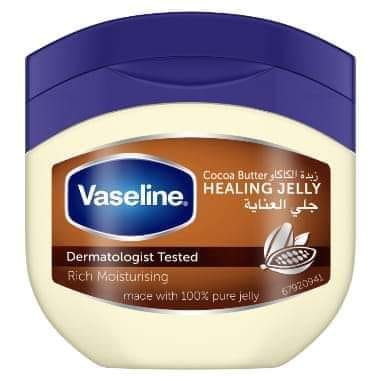 Cocoa Butter زبدة الكاكاو
HEALING JELLY
جلي العناية
Vaseline®
Dermatologist Tested
Rich Moisturising
made with 100% pure jelly
67920941